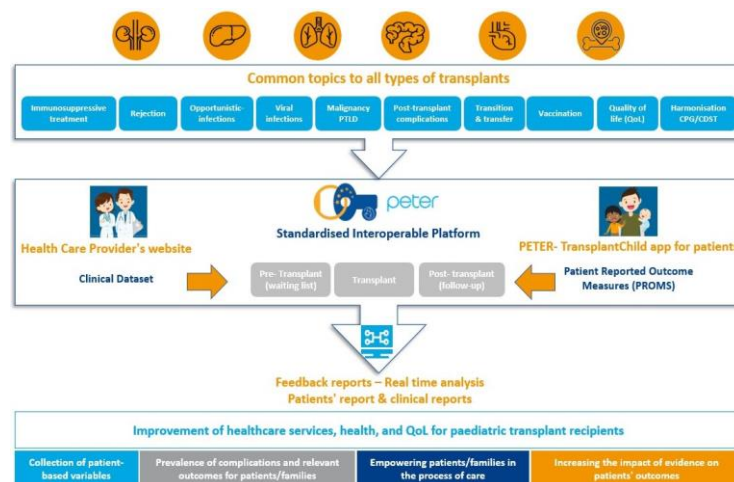 Common topics to all types of transplants
Immunosuppressive
treatment
Rejection
Opportunistic-
infections
Viral
infections
Malignancy
PTLD
Post-transplant
complications
Transition
& transfer
Vaccination
Quality of
life (QoL)
Harmonisation
CPG/CDST
peter
Standardised Interoperable Platform
Health Care Provider's website
Clinical Dataset
Pre- Transplant
(waiting list)
Transplant
Post- transplant
(follow-up)
PETER- TransplantChild app for patients
Patient Reported Outcome
Measures (PROMS)
Feedback reports – Real time analysis
Patients' report & clinical reports
Improvement of healthcare services, health, and QoL for paediatric transplant recipients
Collection of patient-
based variables
Prevalence of complications and relevant
outcomes for patients/families
Empowering patients/families in
the process of care
Increasing the impact of evidence on
patients' outcomes